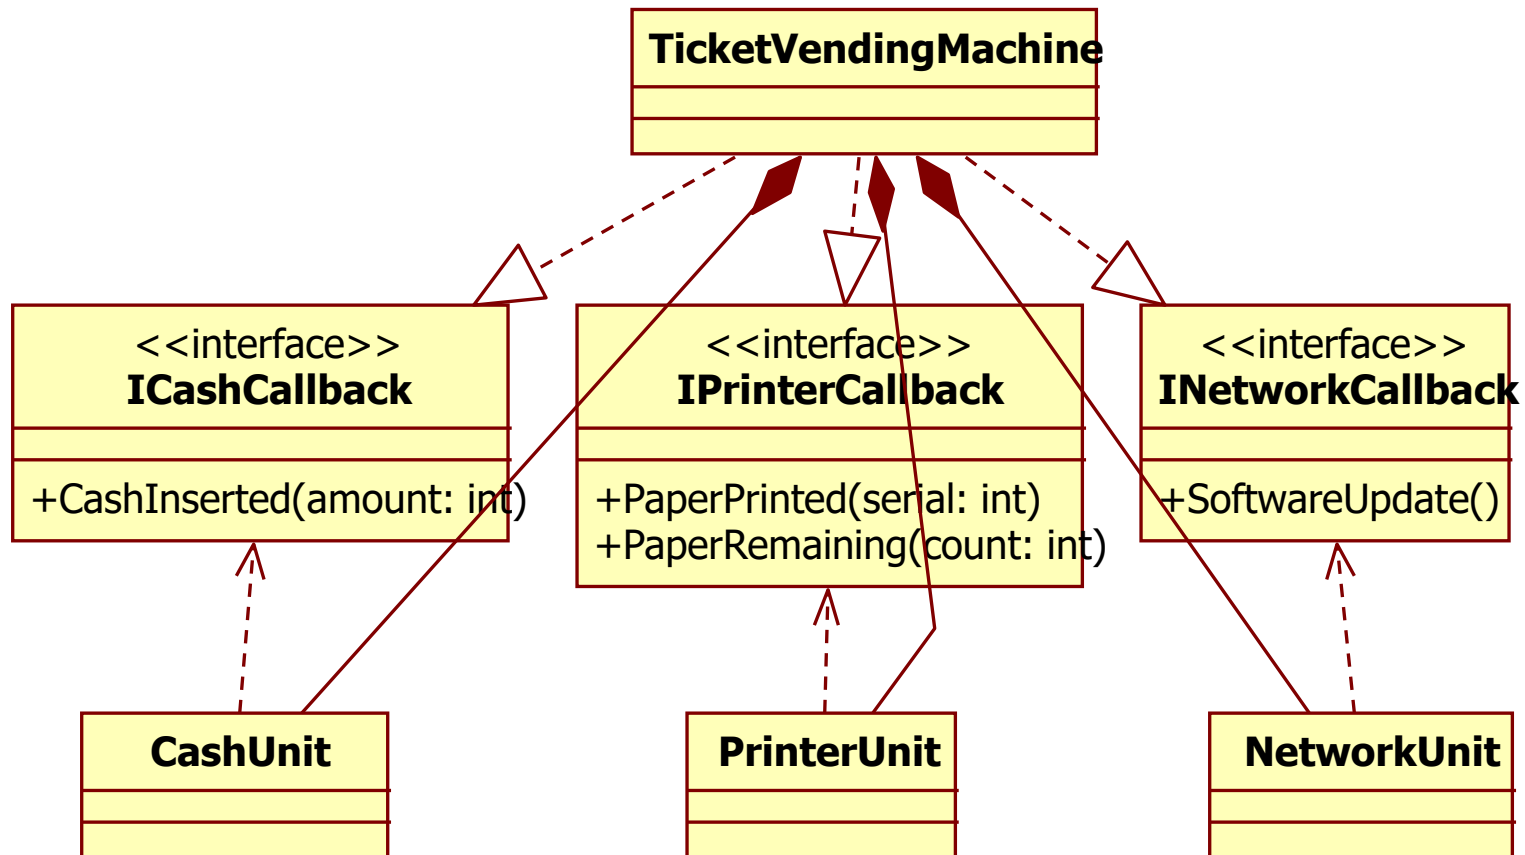 TicketVendingMachine
<<interface>>
ICashCallback
+CashInserted(amount: int)
<<interface>>
IPrinterCallback
+PaperPrinted(serial: int)
+PaperRemaining(count: int)
<<interface>>
INetworkCallback
+SoftwareUpdate()
CashUnit
PrinterUnit
NetworkUnit